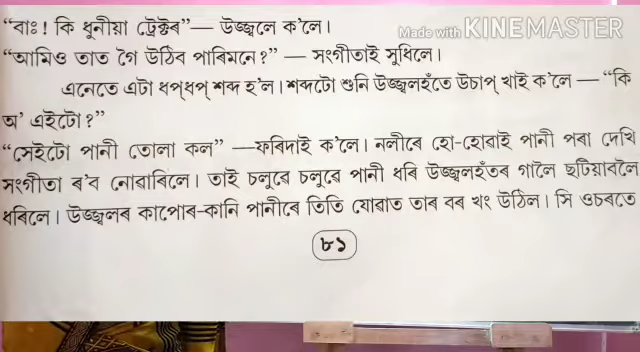 “বাঃ! কি ধুনীয়া ট্ৰেক্টৰ”— উজ্জ্বলে ক’লে।
Made with KINEMASTER
“আমিও তাত গৈ উঠিব পাৰিমনে?” — সংগীতাই সুধিলে।
এনেতে এটা ধপ্‌ধপ্‌ শব্দ হ’ল। শব্দটো শুনি উজ্জ্বলহঁতে উচাপ্‌ খাই ক’লে — “কি
অ’ এইটো?”
“সেইটো পানী তোলা কল” —ফৰিদাই ক’লে। নলীৰে হো-হোৱাই পানী পৰা দেখি
সংগীতা ৰ’ব নোৱাৰিলে। তাই চলুৱে চলুৱে পানী ধৰি উজ্জ্বলহঁতৰ গালৈ ছটিয়াবলৈ
ধৰিলে। উজ্জ্বলৰ কাপোৰ-কানি পানীৰে তিতি যোৱাত তাৰ বৰ খং উঠিল। সি ওচৰতে
৮১